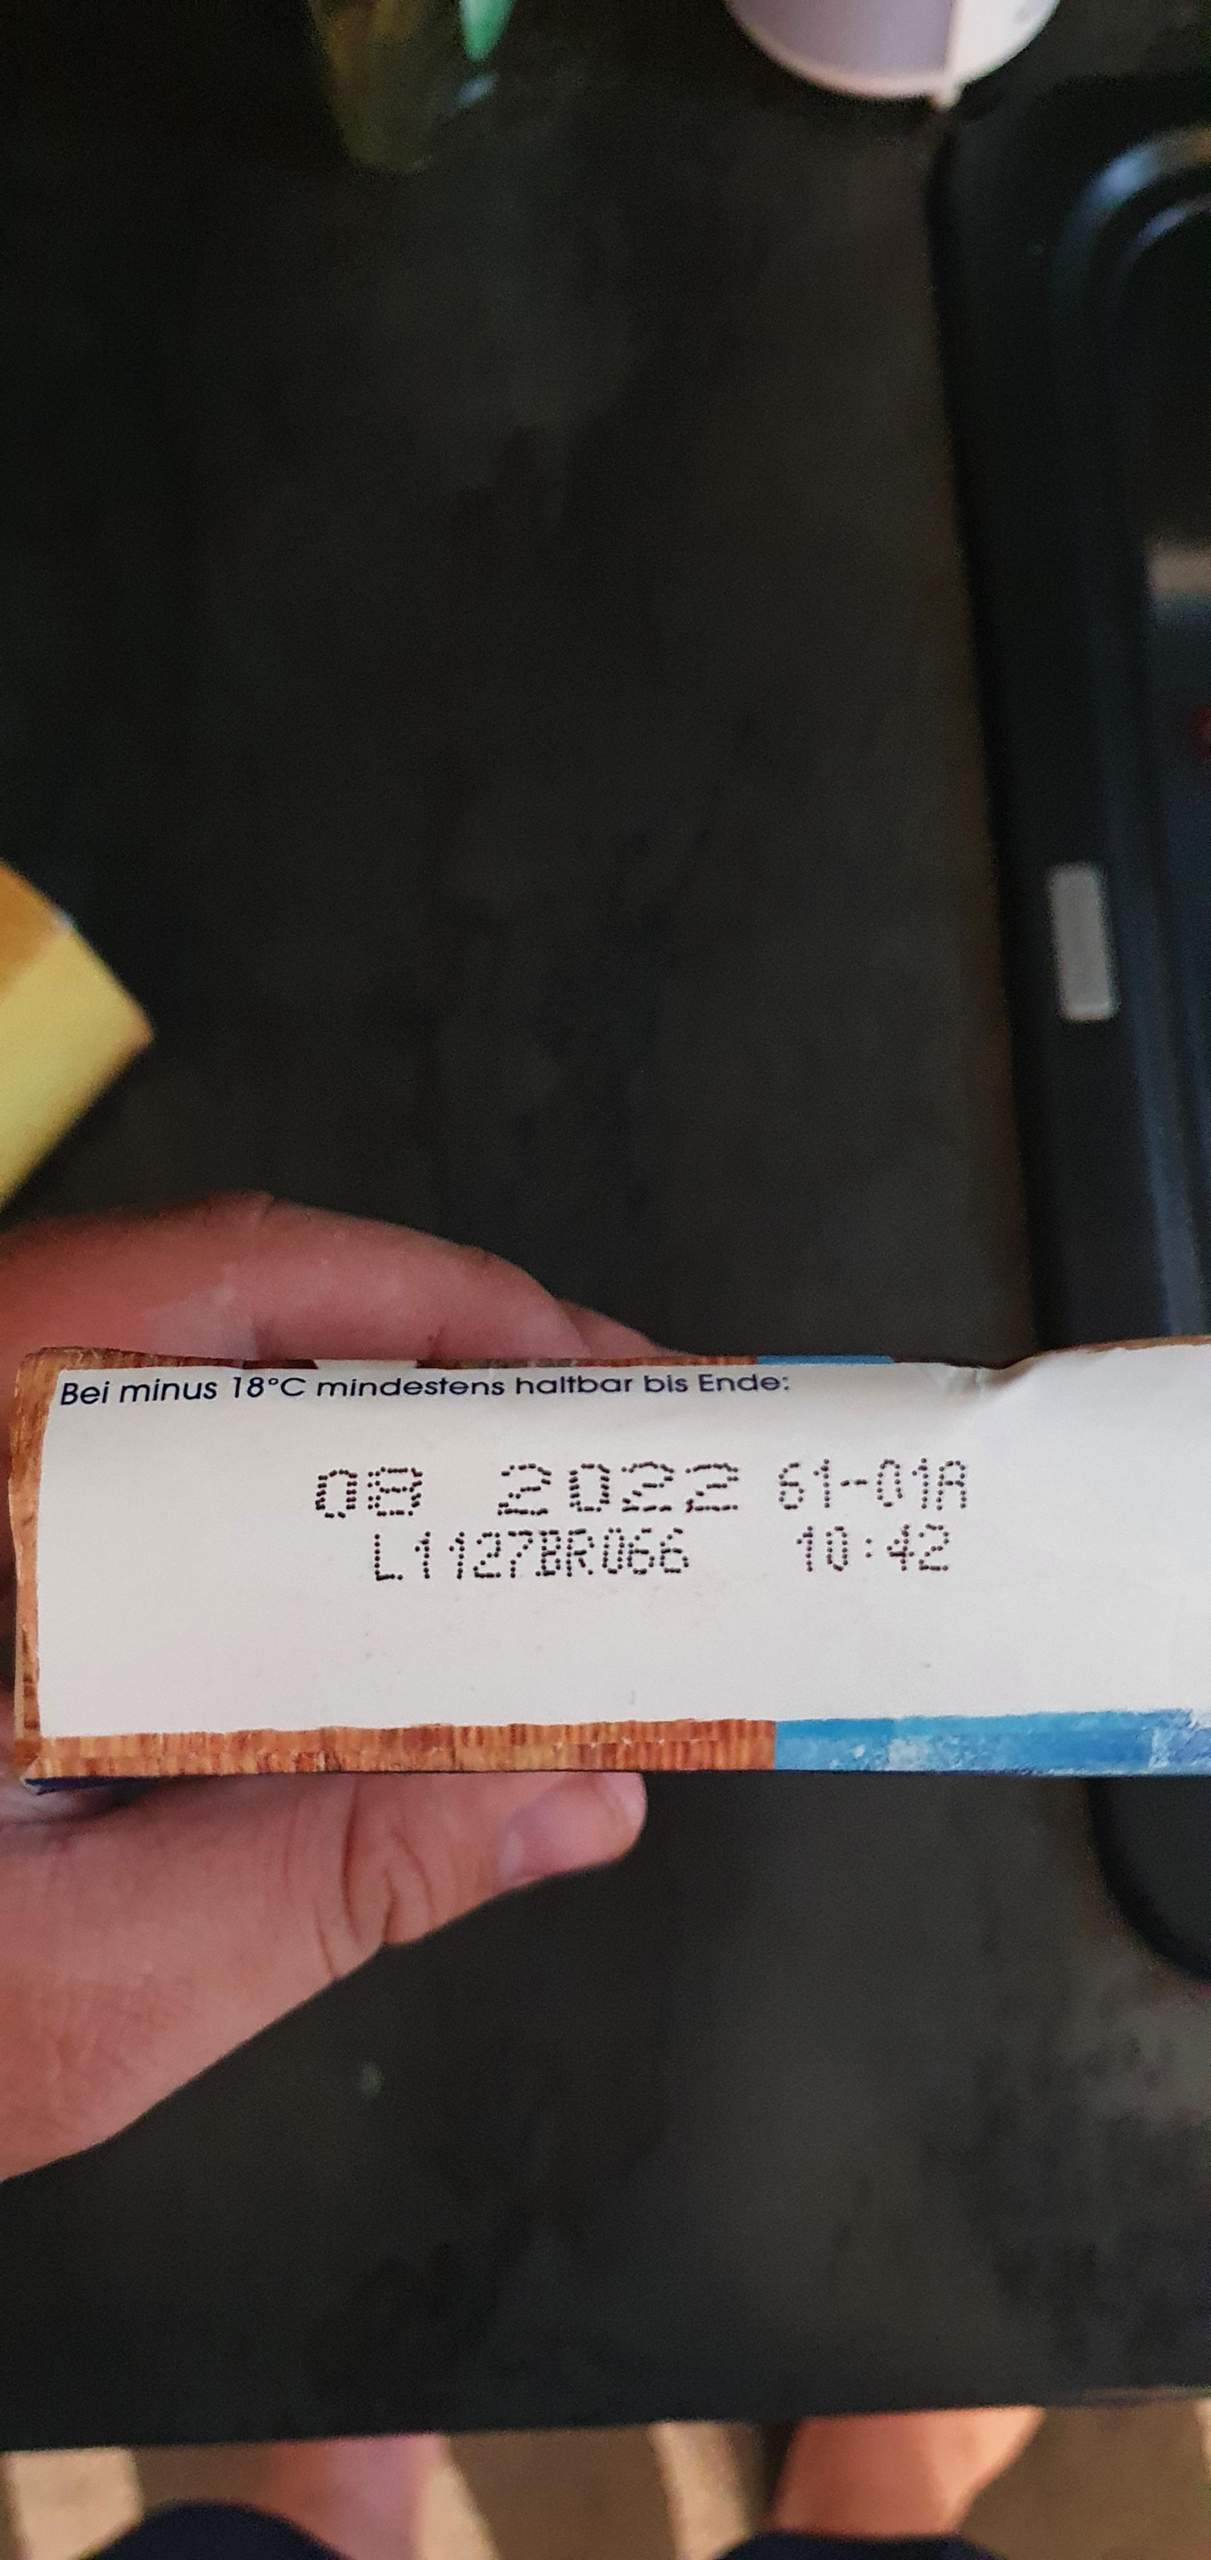 Bei minus 18°C mindestens haltbar bis Ende:
08 2022 61-01A
L1127BR066 10:42